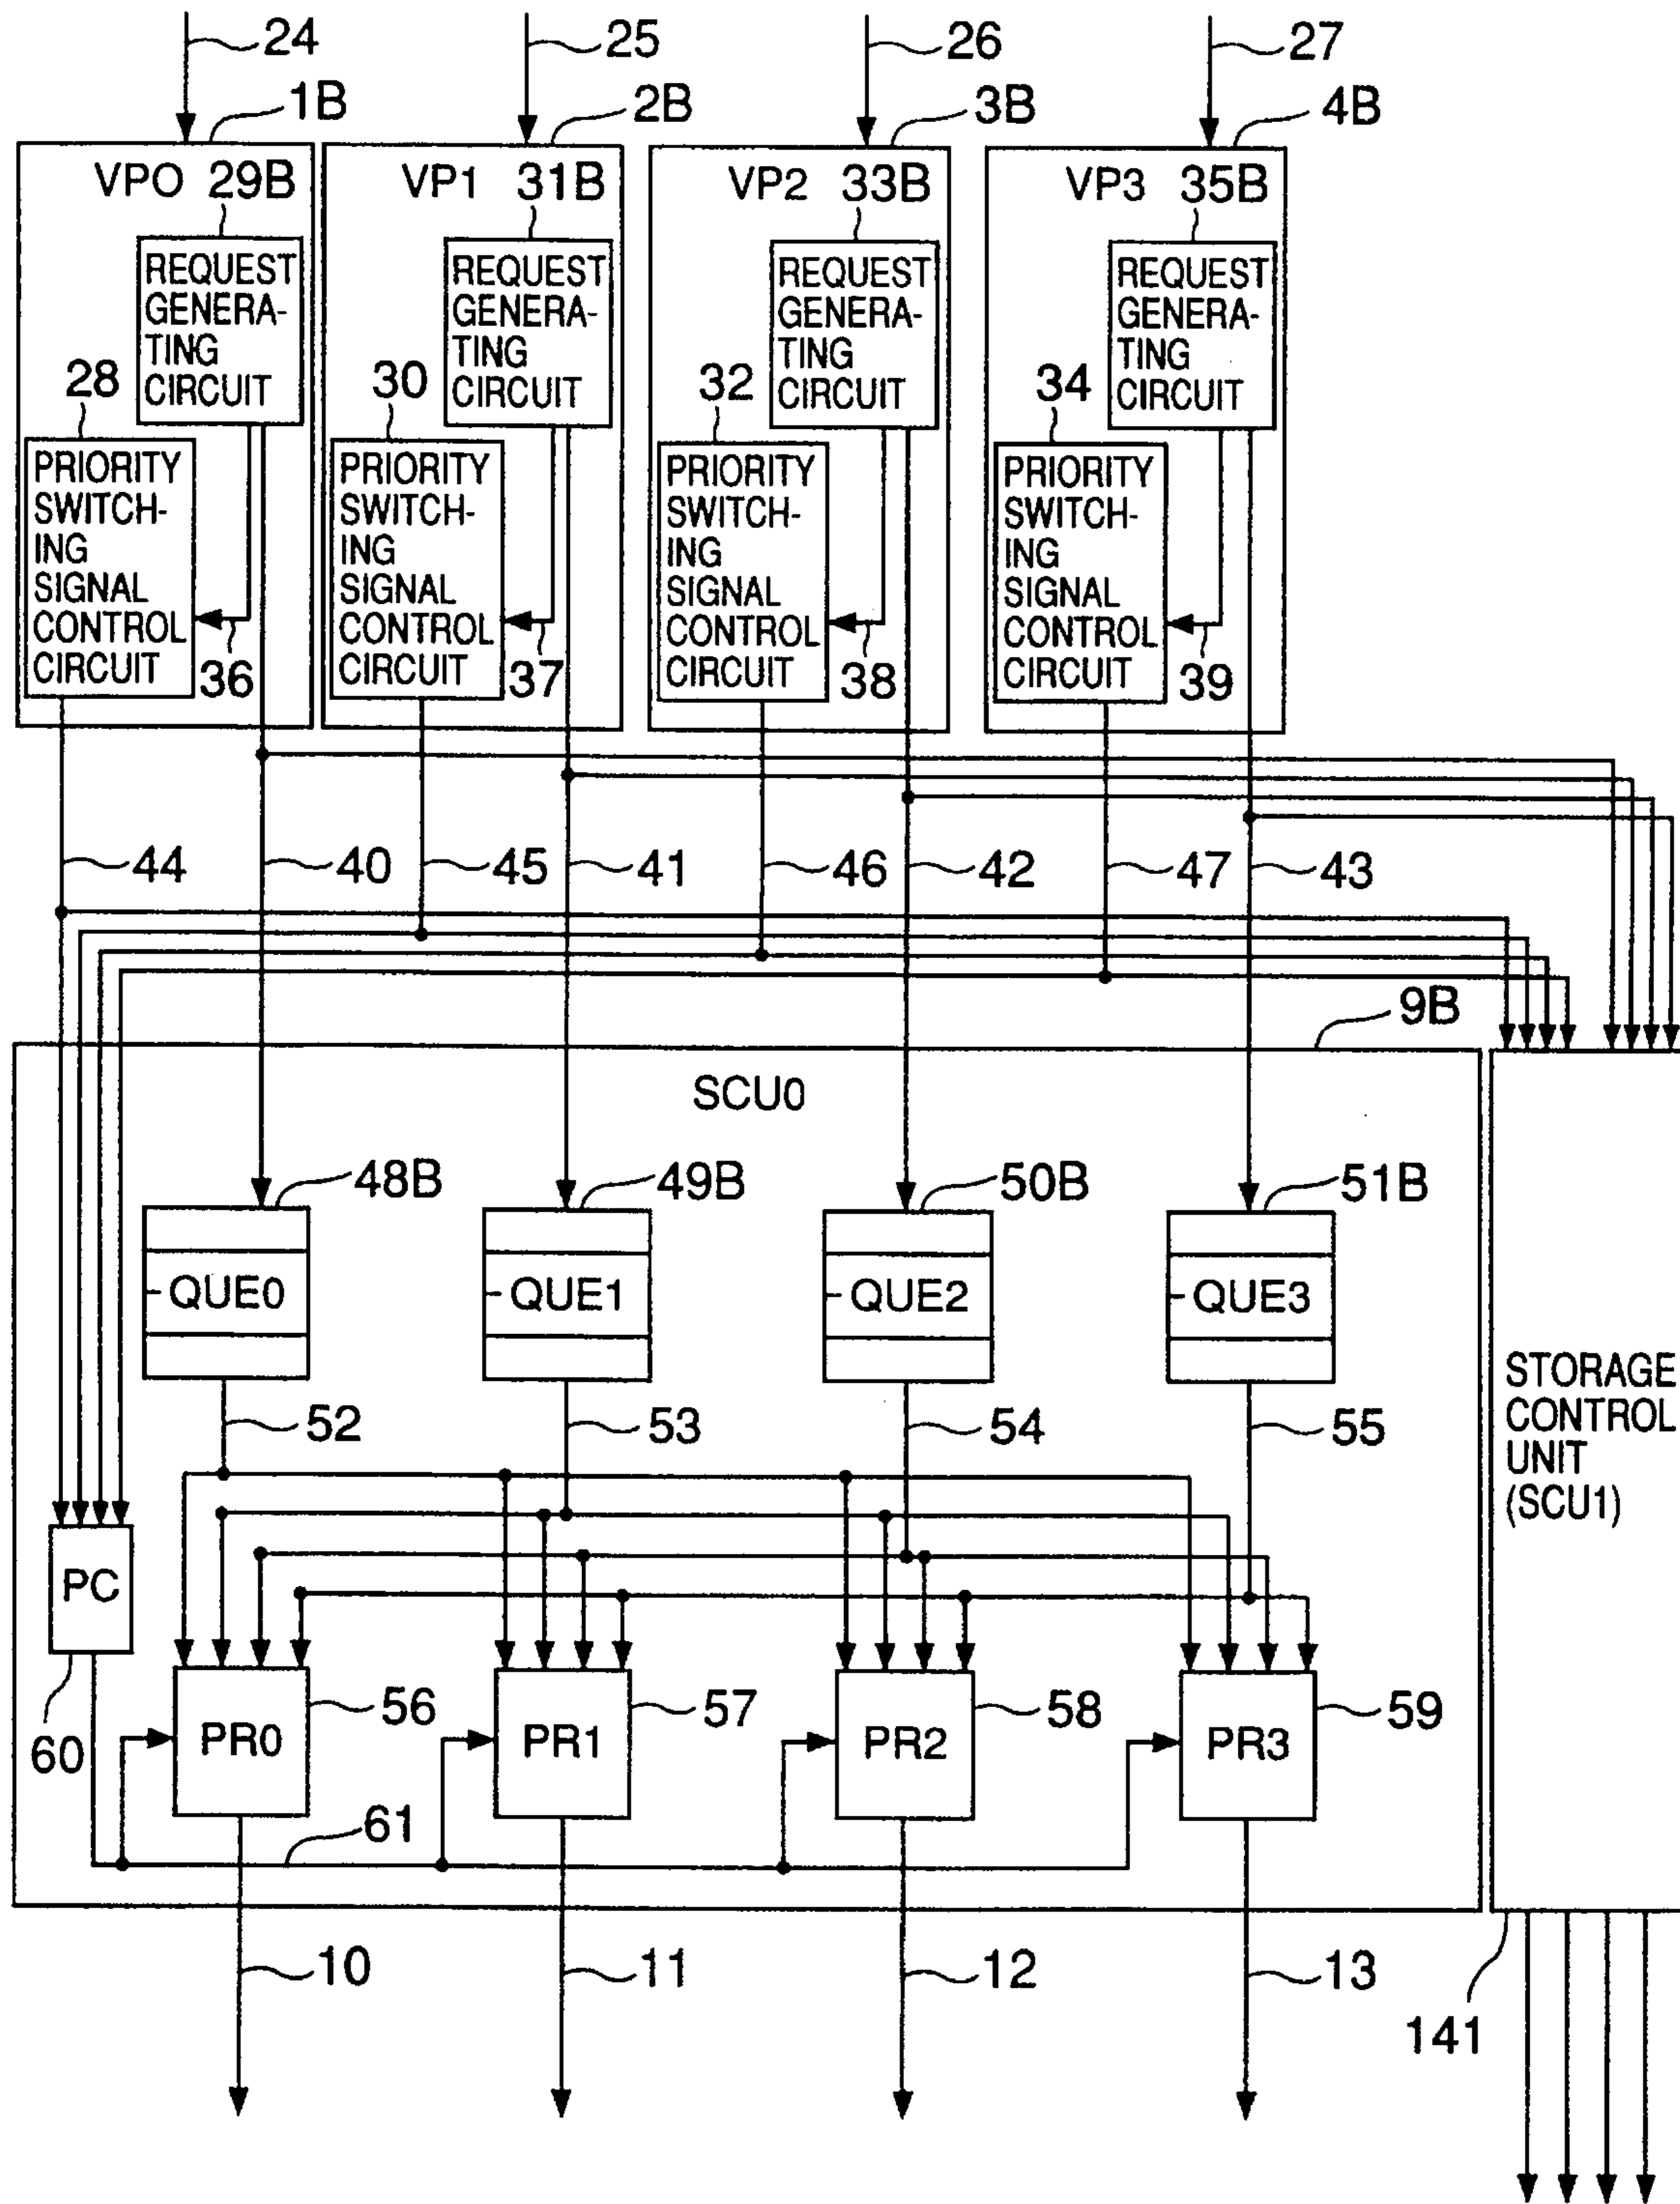 24
25
26
27
1B
2B
3B
4B
VPO 29B
VP1 31B
VP2 33B
VP3 35B
REQUEST
GENERA-
TING
CIRCUIT
REQUEST
GENERA-
TING
CIRCUIT
REQUEST
GENERA-
TING
CIRCUIT
REQUEST
GENERA-
TING
CIRCUIT
28
30
32
34
PRIORITY
SWITCH-
ING
SIGNAL
CONTROL
CIRCUIT
PRIORITY
SWITCH-
ING
SIGNAL
CONTROL
CIRCUIT
PRIORITY
SWITCH-
ING
SIGNAL
CONTROL
CIRCUIT
PRIORITY
SWITCH-
ING
SIGNAL
CONTROL
CIRCUIT
36
37
38
39
44
40
45
41
46
42
47
43
9B
SCU0
48B
49B
50B
51B
QUE0
QUE1
QUE2
QUE3
STORAGE
CONTROL
UNIT
(SCU1)
52
53
54
55
PC
60
56
57
58
59
PR0
PR1
PR2
PR3
61
10
11
12
13
141